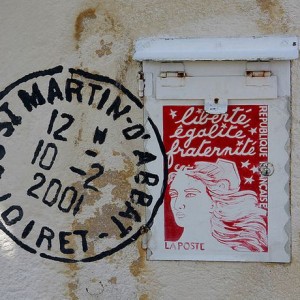 ST MARTIN-D'ABBAT
12 H
10 - 2
2001
LOIRET
liberté
égalité
fraternité
RÉPUBLIQUE FRANÇAISE
LA POSTE